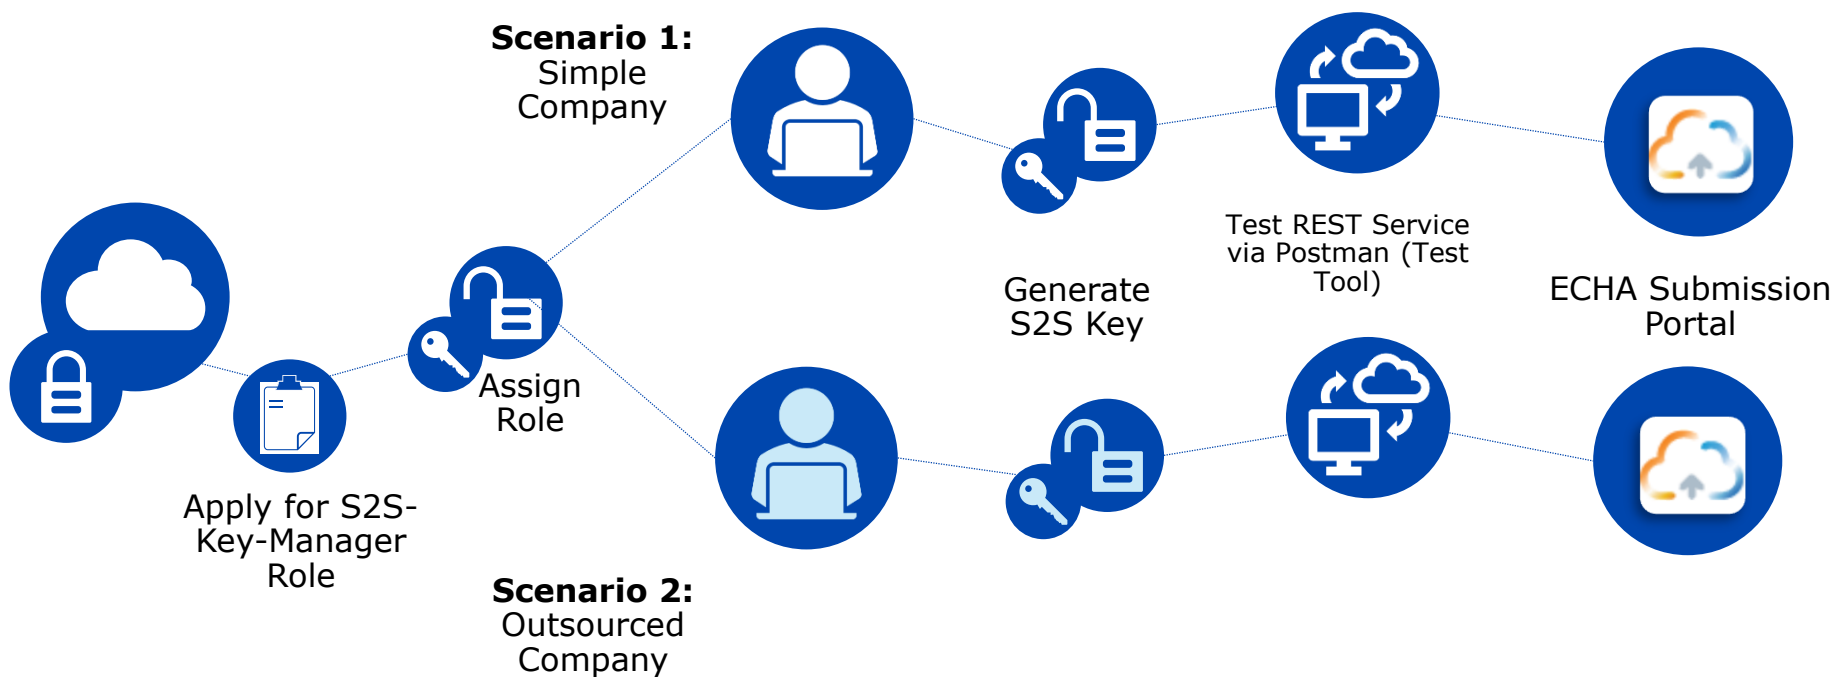 Scenario 1:
Simple
Company
Test REST Service
via Postman (Test
Tool)
Generate
S2S Key
ECHA Submission
Portal
Assign
Role
Apply for S2S-
Key-Manager
Role
Scenario 2:
Outsourced
Company